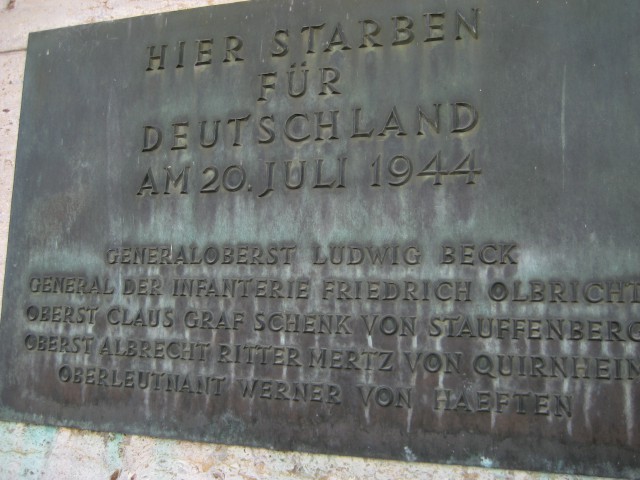 HIER STARBEN
FÜR
DEUTSCHLAND
AM 20. JULI 1944
GENERALOBERST LUDWIG BECK
GENERAL DER INFANTERIE FRIEDRICH OLBRICHT
OBERST CLAUS GRAF SCHENK VON STAUFFENBERG
OBERST ALBRECHT RITTER MERTZ VON QUIRNHEIM
OBERLEUTNANT WERNER VON HAEFTEN